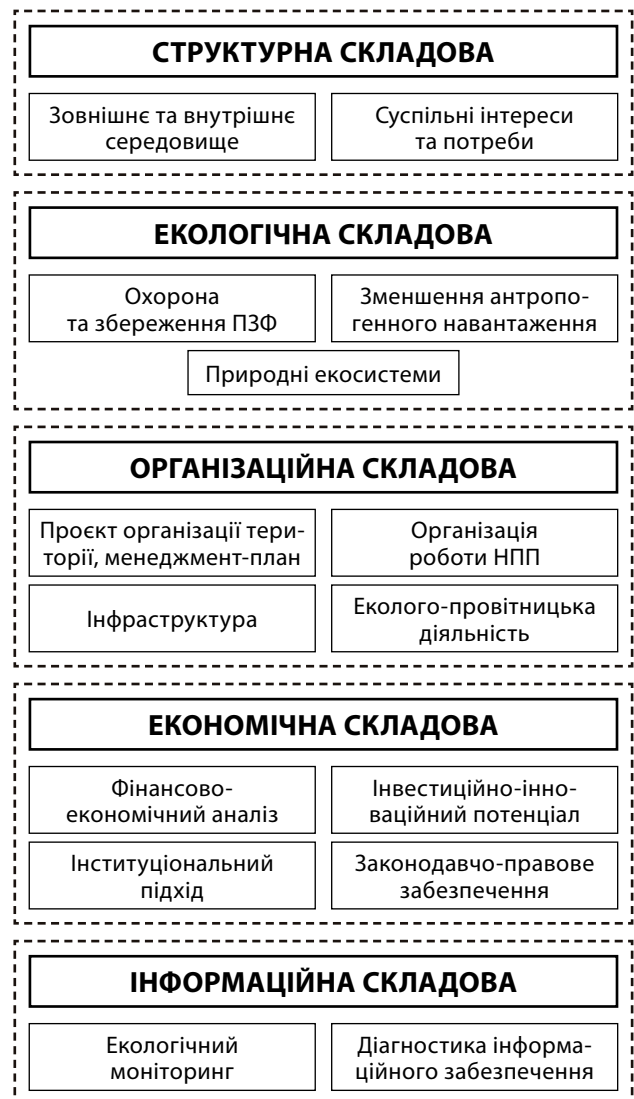 СТРУКТУРНА СКЛАДОВА
Зовнішнє та внутрішнє
середовище
Суспільні інтереси
та потреби
ЕКОЛОГІЧНА СКЛАДОВА
Охорона
та збереження ПЗФ
Зменшення антропо-
генного навантаження
Природні екосистеми
ОРГАНІЗАЦІЙНА СКЛАДОВА
Проєкт організації тери-
торії, менеджмент-план
Організація
роботи НПП
Інфраструктура
Еколого-провітницька
діяльність
ЕКОНОМІЧНА СКЛАДОВА
Фінансово-
економічний аналіз
Інвестиційно-інно-
ваційний потенціал
Інституціональний
підхід
Законодавчо-правове
забезпечення
ІНФОРМАЦІЙНА СКЛАДОВА
Екологічний
моніторинг
Діагностика інформа-
ційного забезпечення